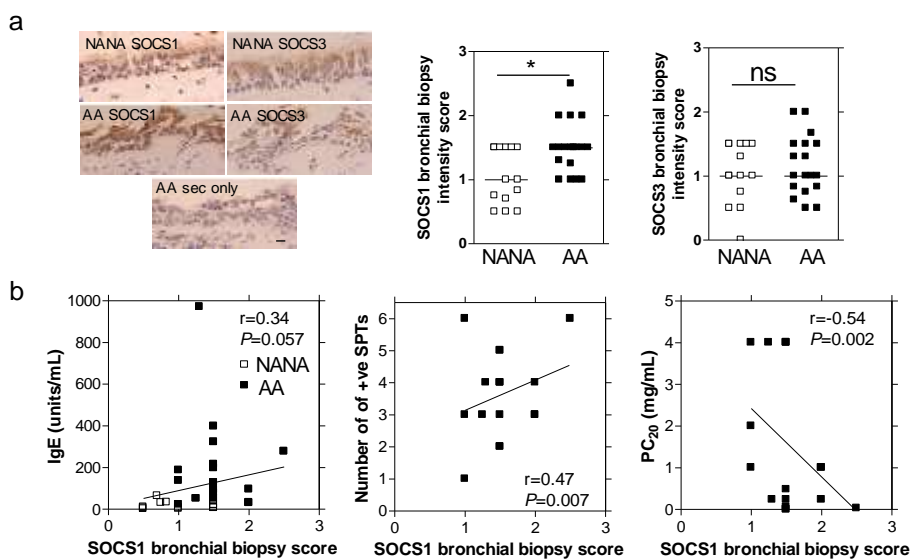 a
NANA SOCS1
NANA SOCS3
AA SOCS1
AA SOCS3
AA sec only
SOCS1 bronchial biopsy
intensity score
3
2
1
0
*
NANA
AA
SOCS3 bronchial biopsy
intensity score
3
2
1
0
ns
NANA
AA
b
IgE (units/mL)
1000
800
600
400
200
0
r=0.34
P=0.057
NANA
AA
0
1
2
3
SOCS1 bronchial biopsy score
Number of of +ve SPTs
6
5
4
3
2
1
0
r=0.47
P=0.007
0
1
2
3
SOCS1 bronchial biopsy score
PC20 (mg/mL)
5
4
3
2
1
0
r=-0.54
P=0.002
0
1
2
3
SOCS1 bronchial biopsy score